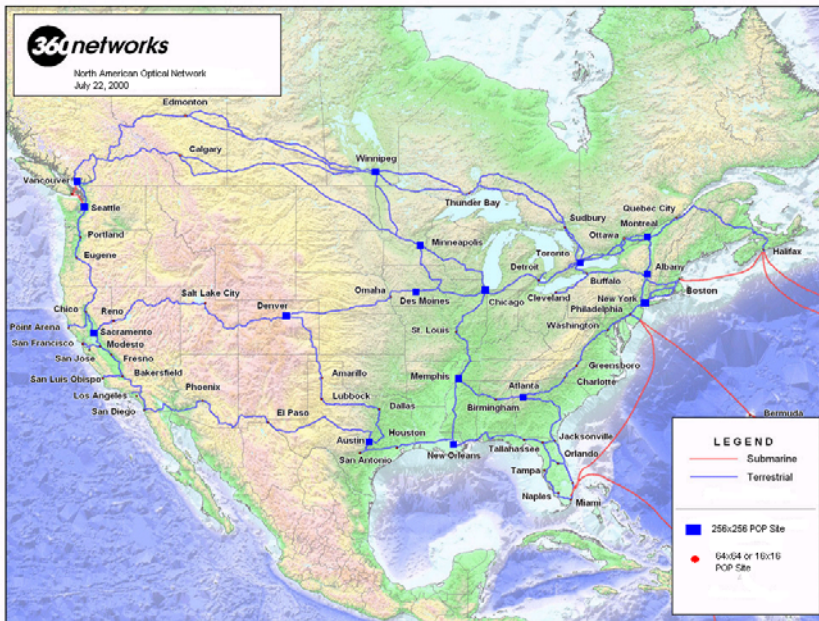 360networks
North American Optical Network
July 22, 2000
Edmonton
Calgary
Winnipeg
Vancouver
Seattle
Portland
Eugene
Thunder Bay
Sudbury
Quebec City
Montreal
Ottawa
Toronto
Halifax
Minneapolis
Detroit
Buffalo
Albany
Boston
Salt Lake City
Omaha
Des Moines
Chicago
Cleveland
New York
Philadelphia
Washington
Chico
Reno
Denver
Point Arena
Sacramento
San Francisco
Modesto
St. Louis
San Jose
Fresno
Greensboro
San Luis Obispo
Bakersfield
Phoenix
Amarillo
Memphis
Atlanta
Charlotte
Los Angeles
Lubbock
Birmingham
San Diego
El Paso
Dallas
Bermuda
Austin
Houston
Jacksonville
San Antonio
New Orleans
Tallahassee
Orlando
Tampa
Naples
Miami
LEGEND
Submarine
Terrestrial
256x256 POP Site
64x64 or 16x16
POP Site